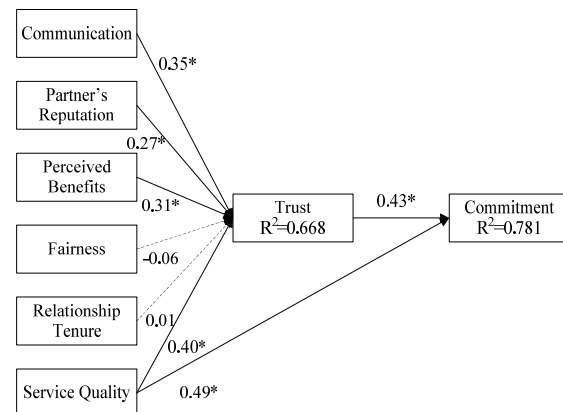 Communication
0.35*
Partner's
Reputation
0.27*
Perceived
Benefits
0.31*
Trust
R²=0.668
0.43*
Commitment
R²=0.781
Fairness
-0.06
Relationship
Tenure
0.01
0.40*
Service Quality
0.49*